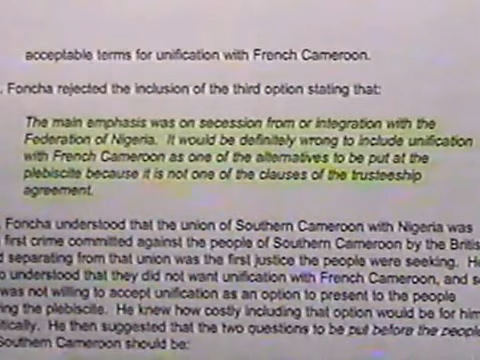 acceptable terms for unification with French Cameroon.
. Foncha rejected the inclusion of the third option stating that:
The main emphasis was on secession from or integration with the
Federation of Nigeria. It would be definitely wrong to include unification
with French Cameroon as one of the alternatives to be put at the
plebiscite because it is not one of the clauses of the trusteeship
agreement.
. Foncha understood that the union of Southern Cameroon with Nigeria was
first crime committed against the people of Southern Cameroon by the Britis
d separating from that union was the first justice the people were seeking. He
o understood that they did not want unification with French Cameroon, and s
was not willing to accept unification as an option to present to the people
ing the plebiscite. He knew how costly including that option would be for him
itically. He then suggested that the two questions to be put before the people
Southern Cameroon should be: